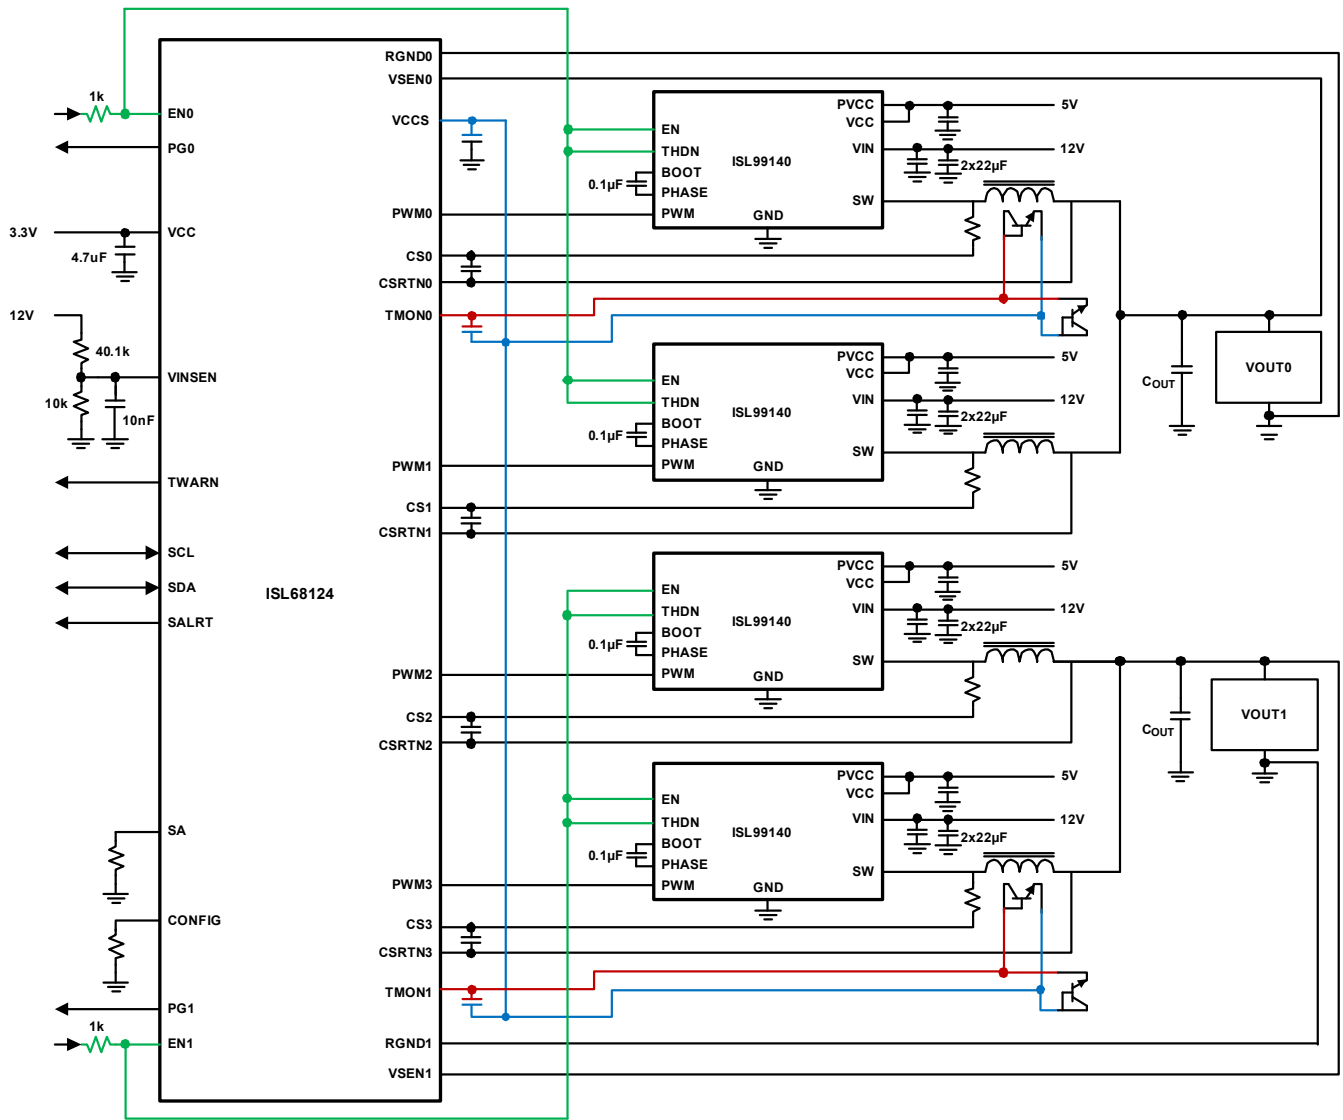 1k
EN0
PG0
3.3V
VCC
4.7uF
12V
40.1k
VINSEN
10k
10nF
TWARN
SCL
SDA
SALRT
SA
CONFIG
PG1
1k
EN1
ISL68124
RGND0
VSEN0
VCCS
PWM0
CS0
CSRTN0
TMON0
PWM1
CS1
CSRTN1
PWM2
CS2
CSRTN2
PWM3
CS3
CSRTN3
TMON1
RGND1
VSEN1
EN
THDN
BOOT
PHASE
PWM
0.1µF
ISL99140
GND
PVCC
VCC
VIN
SW
5V
12V
2x22µF
EN
THDN
BOOT
PHASE
PWM
0.1µF
ISL99140
GND
PVCC
VCC
VIN
SW
5V
12V
2x22µF
COUT
VOUT0
EN
THDN
BOOT
PHASE
PWM
0.1µF
ISL99140
GND
PVCC
VCC
VIN
SW
5V
12V
2x22µF
COUT
VOUT1
EN
THDN
BOOT
PHASE
PWM
0.1µF
ISL99140
GND
PVCC
VCC
VIN
SW
5V
12V
2x22µF